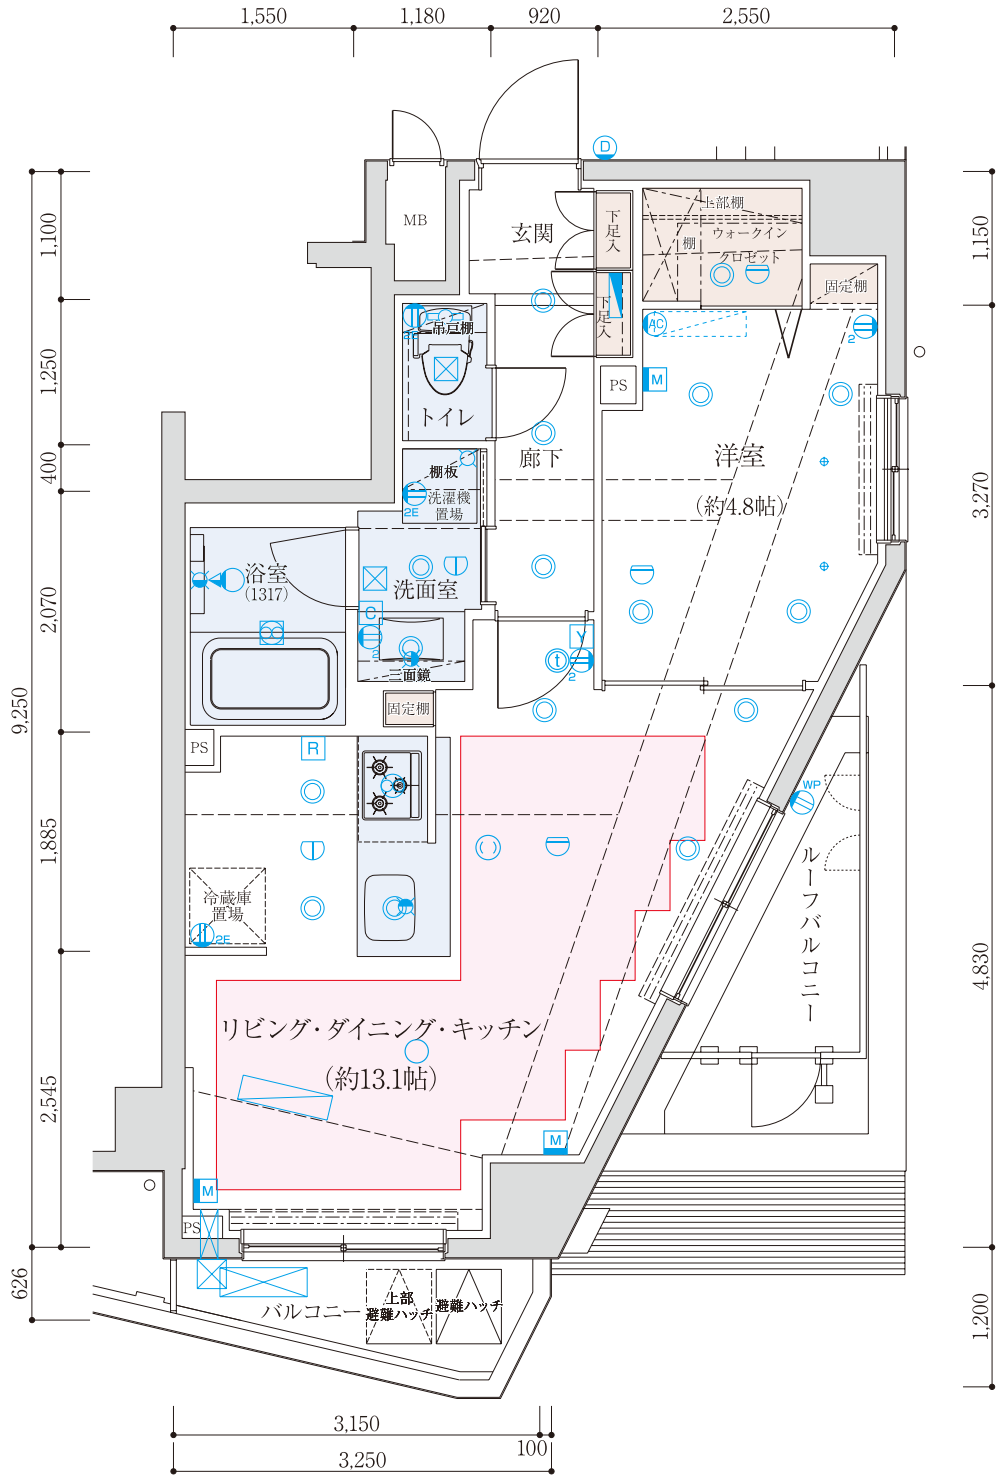 1,550
1,180
920
2,550
D
1,100
1,250
400
2,070
9,250
1,885
2,545
626
1,150
3,270
4,830
1,200
MB
玄関
下足入
下足入
上部棚
ウォークイン
クロゼット
棚
固定棚
AC
2
M
PS
吊戸棚
2E
トイレ
廊下
洋室
(約4.8帖)
棚板
洗濯機
置場
2E
浴室
(1317)
洗面室
C
2
三面鏡
Y
t
2
固定棚
PS
R
WP
ルーフバルコニー
冷蔵庫
置場
2E
リビング・ダイニング・キッチン
(約13.1帖)
M
M
PS
バルコニー
上部
避難ハッチ
避難ハッチ
3,150
100
3,250